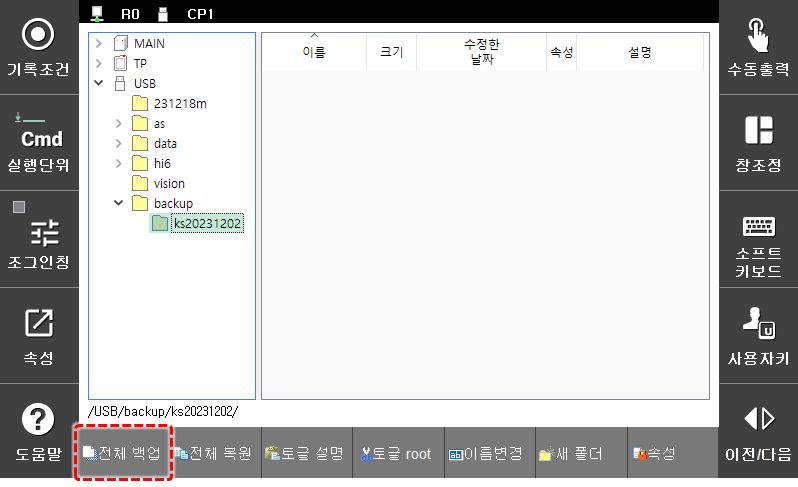 R0 CP1
기록조건
Cmd
실행단위
조그인칭
속성
도움말
MAIN
TP
USB
231218m
as
data
hi6
vision
backup
ks20231202
이름 크기 수정한 날짜 속성 설명
/USB/backup/ks20231202/
전체 백업 전체 복원 토글 설명 토글 root 이름변경 새 폴더 속성
수동출력
창조정
소프트
키보드
U
사용자키
이전/다음